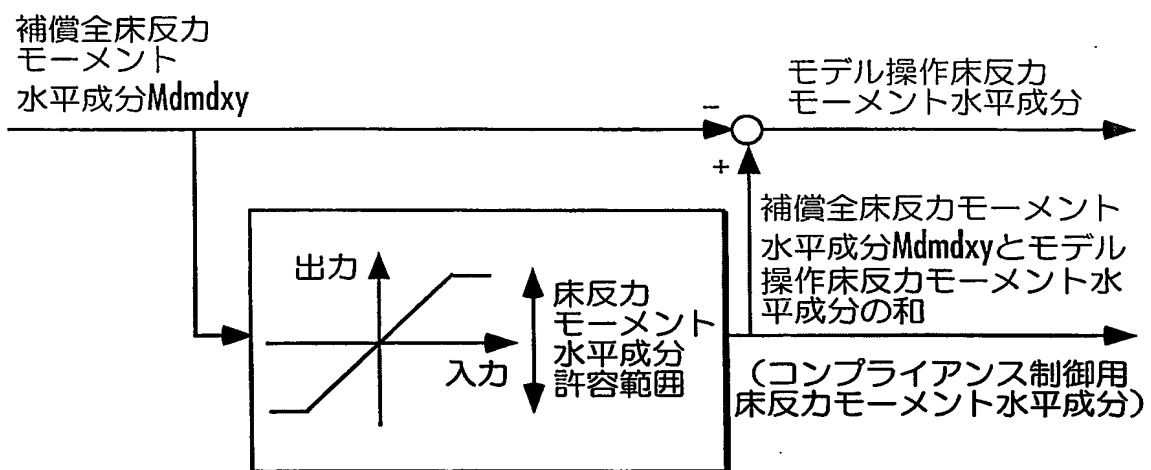 補償全床反力
モーメント
水平成分Mdmdxy
モデル操作床反力
モーメント水平成分
−
+
補償全床反力モーメント
水平成分Mdmdxyとモデル
操作床反力モーメント水
平成分の和
出力
入力
床反力
モーメント
水平成分
許容範囲
（コンプライアンス制御用
床反力モーメント水平成分）